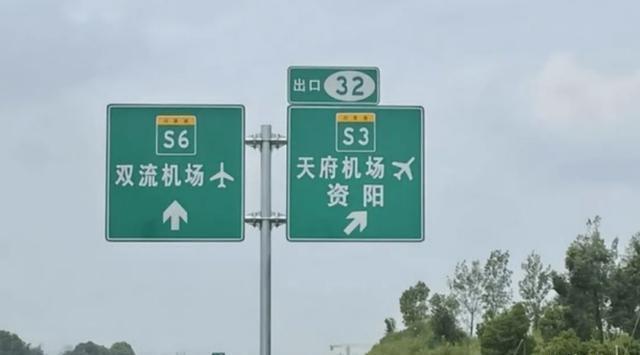 S6
双流机场
出口 32
S3
天府机场
资阳